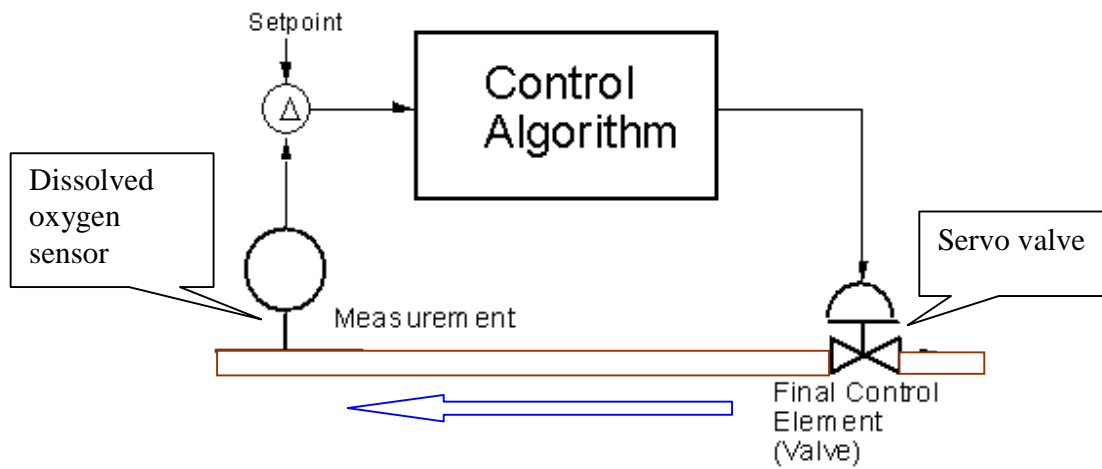 Setpoint
Δ
Control
Algorithm
Dissolved
oxygen
sensor
Servo valve
Measurement
Final Control
Element
(Valve)